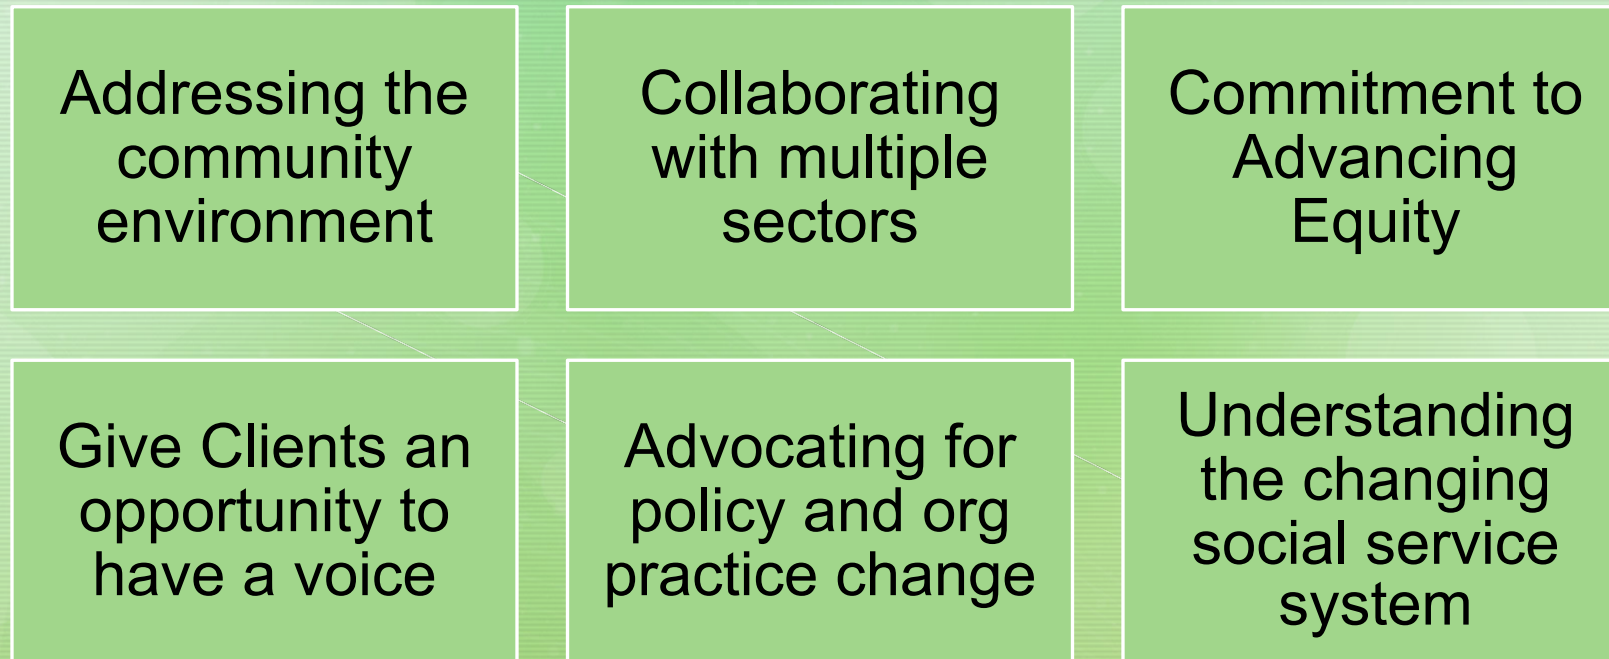 Addressing the
community
environment
Collaborating
with multiple
sectors
Commitment to
Advancing
Equity
Give Clients an
opportunity to
have a voice
Advocating for
policy and org
practice change
Understanding
the changing
social service
system